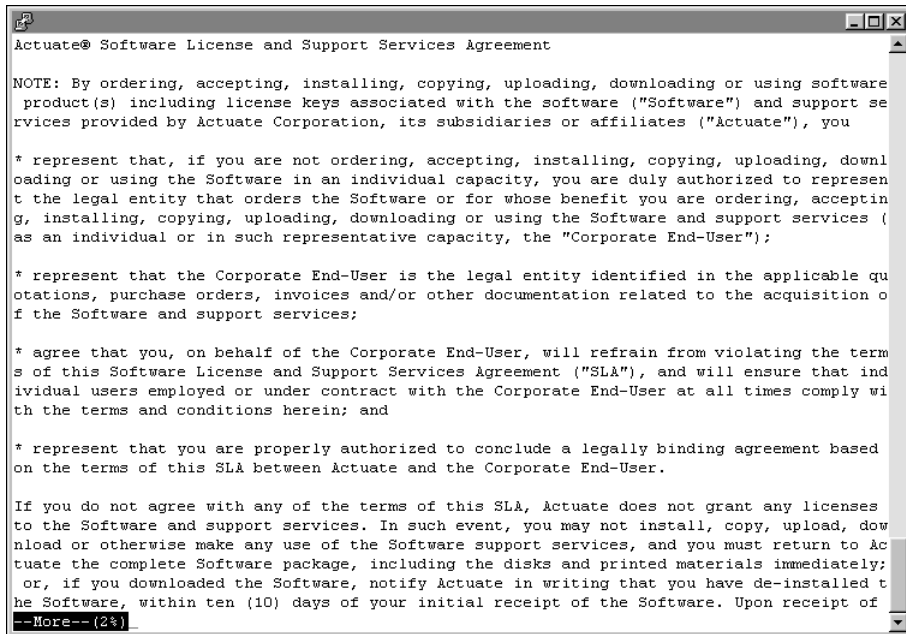 Actuate® Software License and Support Services Agreement
NOTE: By ordering, accepting, installing, copying, uploading, downloading or using software
 product(s) including license keys associated with the software ("Software") and support se
rvices provided by Actuate Corporation, its subsidiaries or affiliates ("Actuate"), you
* represent that, if you are not ordering, accepting, installing, copying, uploading, downl
oading or using the Software in an individual capacity, you are duly authorized to represen
t the legal entity that orders the Software or for whose benefit you are ordering, acceptin
g, installing, copying, uploading, downloading or using the Software and support services (
as an individual or in such representative capacity, the "Corporate End-User");
* represent that the Corporate End-User is the legal entity identified in the applicable qu
otations, purchase orders, invoices and/or other documentation related to the acquisition o
f the Software and support services;
* agree that you, on behalf of the Corporate End-User, will refrain from violating the term
s of this Software License and Support Services Agreement ("SLA"), and will ensure that ind
ividual users employed or under contract with the Corporate End-User at all times comply wi
th the terms and conditions herein; and
* represent that you are properly authorized to conclude a legally binding agreement based
on the terms of this SLA between Actuate and the Corporate End-User.
If you do not agree with any of the terms of this SLA, Actuate does not grant any licenses
to the Software and support services. In such event, you may not install, copy, upload, dow
nload or otherwise make any use of the Software support services, and you must return to Ac
tuate the complete Software package, including the disks and printed materials immediately;
 or, if you downloaded the Software, notify Actuate in writing that you have de-installed t
he Software, within ten (10) days of your initial receipt of the Software. Upon receipt of
--More--(2%)